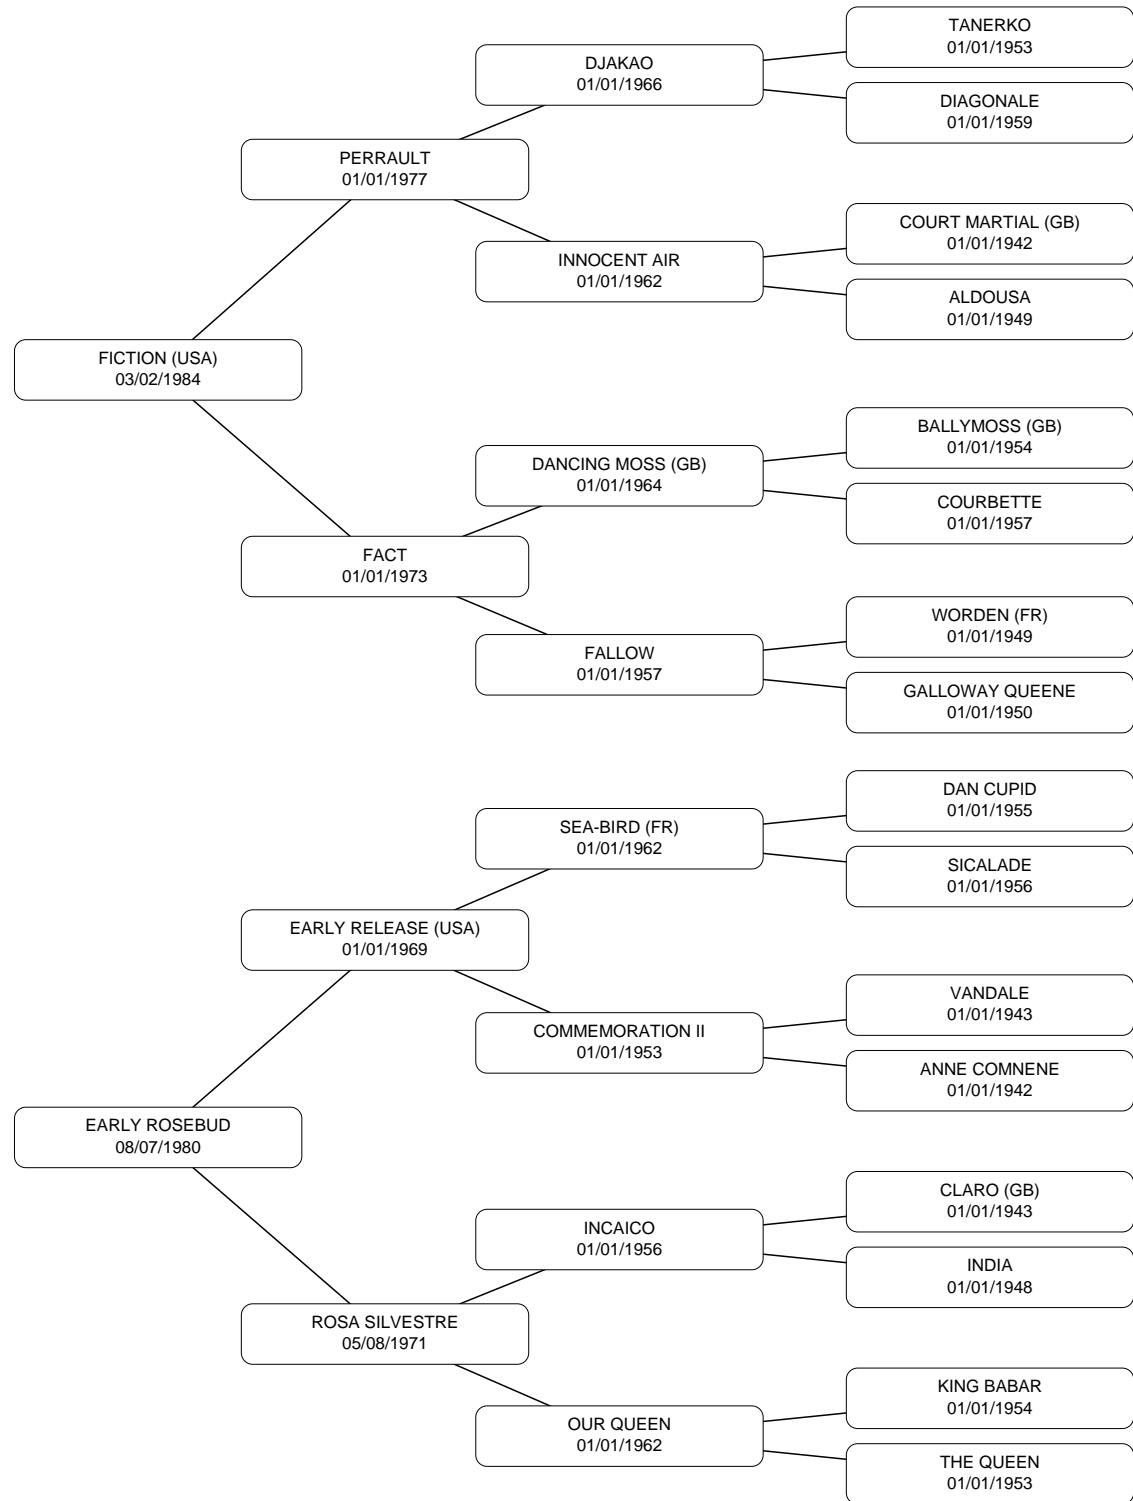 TANERKO
01/01/1953
DJAKAO
01/01/1966
DIAGONALE
01/01/1959
PERRAULT
01/01/1977
COURT MARTIAL (GB)
01/01/1942
INNOCENT AIR
01/01/1962
ALDOUSA
01/01/1949
FICTION (USA)
03/02/1984
BALLYMOSS (GB)
01/01/1954
DANCING MOSS (GB)
01/01/1964
COURBETTE
01/01/1957
FACT
01/01/1973
WORDEN (FR)
01/01/1949
FALLOW
01/01/1957
GALLOWAY QUEENE
01/01/1950
DAN CUPID
01/01/1955
SEA-BIRD (FR)
01/01/1962
SICALADE
01/01/1956
EARLY RELEASE (USA)
01/01/1969
VANDALE
01/01/1943
COMMEMORATION II
01/01/1953
ANNE COMNENE
01/01/1942
EARLY ROSEBUD
08/07/1980
CLARO (GB)
01/01/1943
INCAICO
01/01/1956
INDIA
01/01/1948
ROSA SILVESTRE
05/08/1971
KING BABAR
01/01/1954
OUR QUEEN
01/01/1962
THE QUEEN
01/01/1953